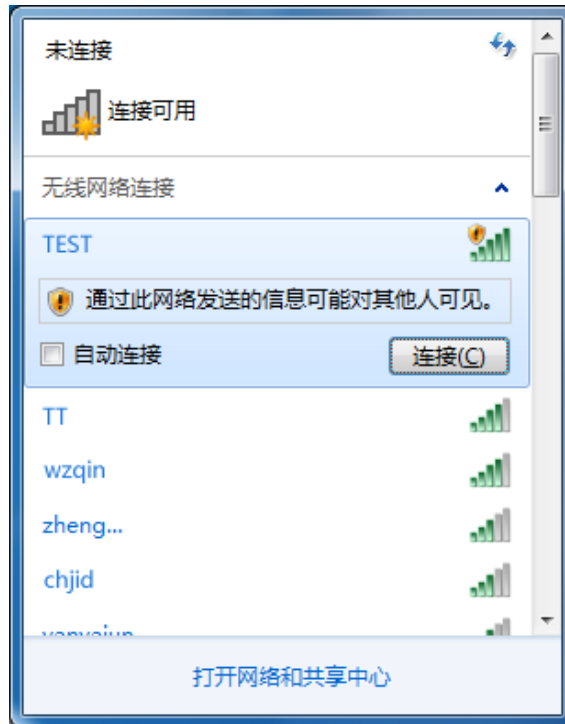 未连接
连接可用
无线网络连接
TEST
通过此网络发送的信息可能对其他人可见。
自动连接
连接(C)
TT
wzqin
zheng...
chjid
打开网络和共享中心